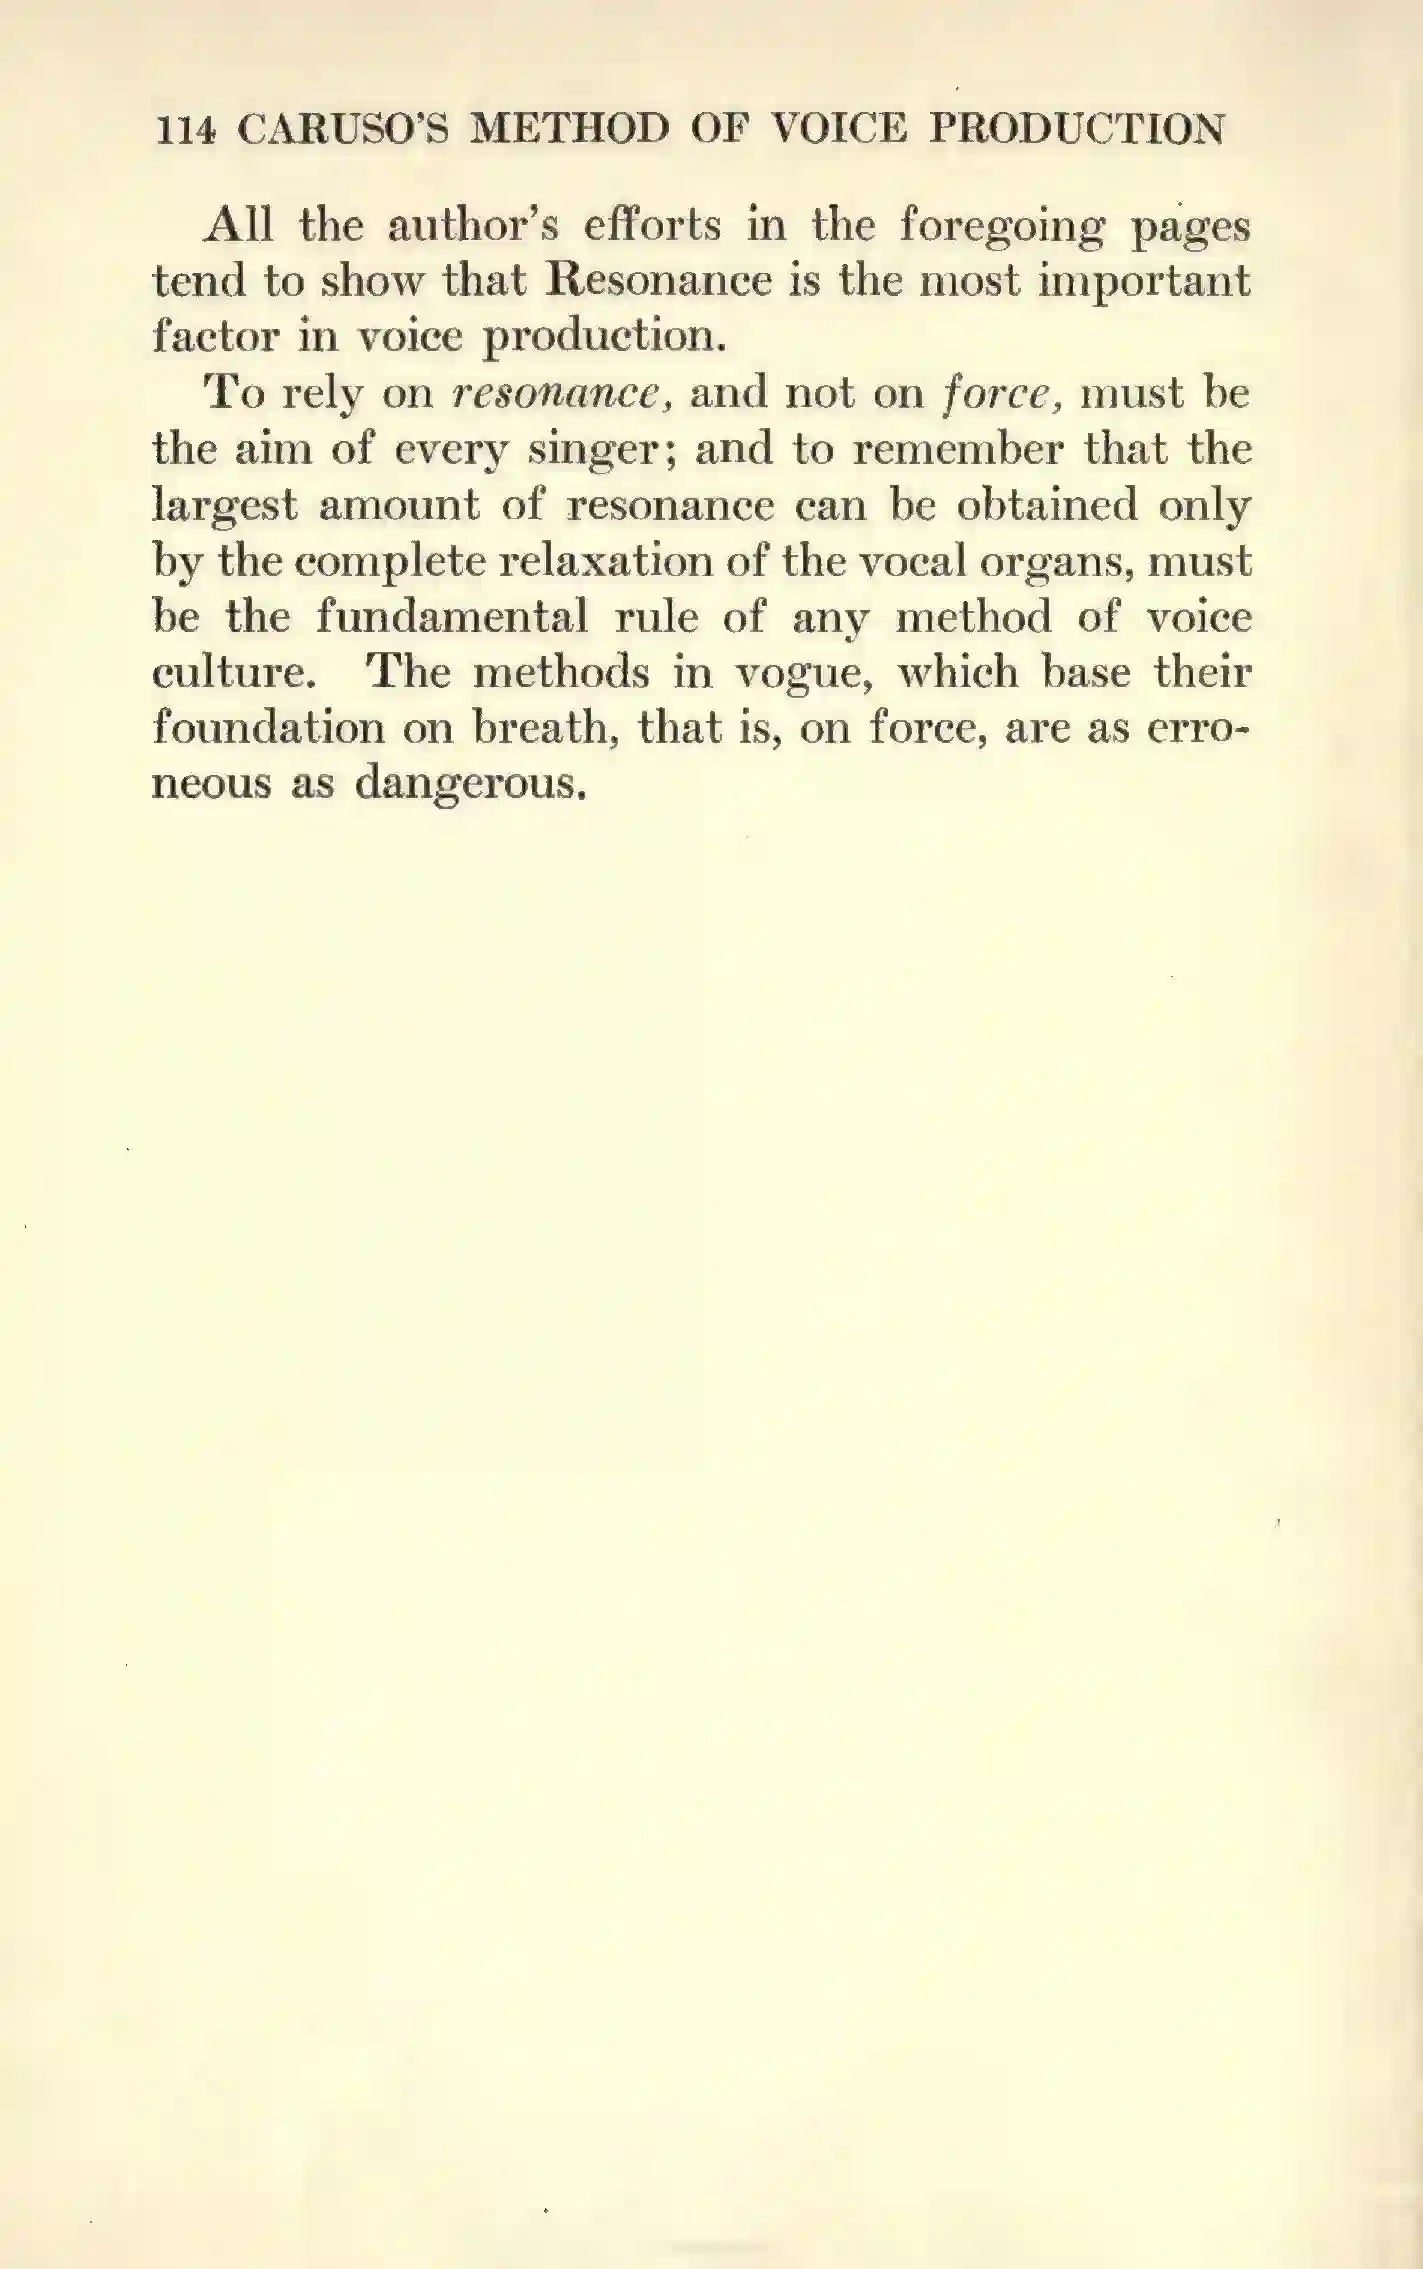 114 CARUSO'S METHOD OF VOICE PRODUCTION
All the author's efforts in the foregoing pages
tend to show that Resonance is the most important
factor in voice production.
To rely on resonance, and not on force, must be
the aim of every singer; and to remember that the
largest amount of resonance can be obtained only
by the complete relaxation of the vocal organs, must
be the fundamental rule of any method of voice
culture. The methods in vogue, which base their
foundation on breath, that is, on force, are as erro-
neous as dangerous.